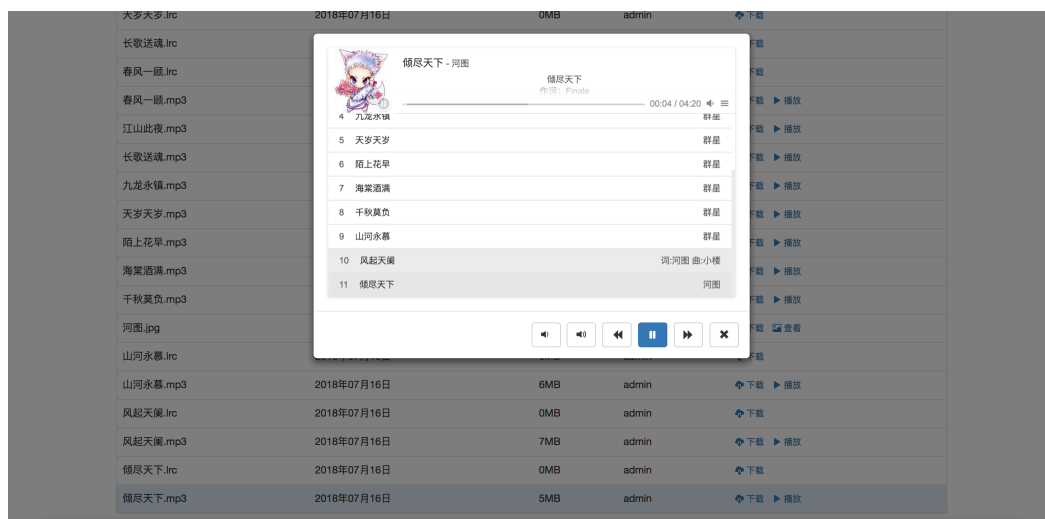 天岁天岁.lrc 2018年07月16日 0MB admin 下载
长歌送魂.lrc 下载
春风一顾.lrc 下载
春风一顾.mp3 下载 播放
江山此夜.mp3 下载 播放
长歌送魂.mp3 下载 播放
九龙永镇.mp3 下载 播放
天岁天岁.mp3 下载 播放
陌上花早.mp3 下载 播放
海棠酒满.mp3 下载 播放
千秋莫负.mp3 下载 播放
河图.jpg 下载 查看
山河永慕.lrc 下载
山河永慕.mp3 2018年07月16日 6MB admin 下载 播放
风起天阑.lrc 2018年07月16日 0MB admin 下载
风起天阑.mp3 2018年07月16日 7MB admin 下载 播放
倾尽天下.lrc 2018年07月16日 0MB admin 下载
倾尽天下.mp3 2018年07月16日 5MB admin 下载 播放
倾尽天下 - 河图
倾尽天下
作词：Finale
00:04 / 04:20
4 九龙永镇 群星
5 天岁天岁 群星
6 陌上花早 群星
7 海棠酒满 群星
8 千秋莫负 群星
9 山河永慕 群星
10 风起天阑 词:河图 曲:小楼
11 倾尽天下 河图